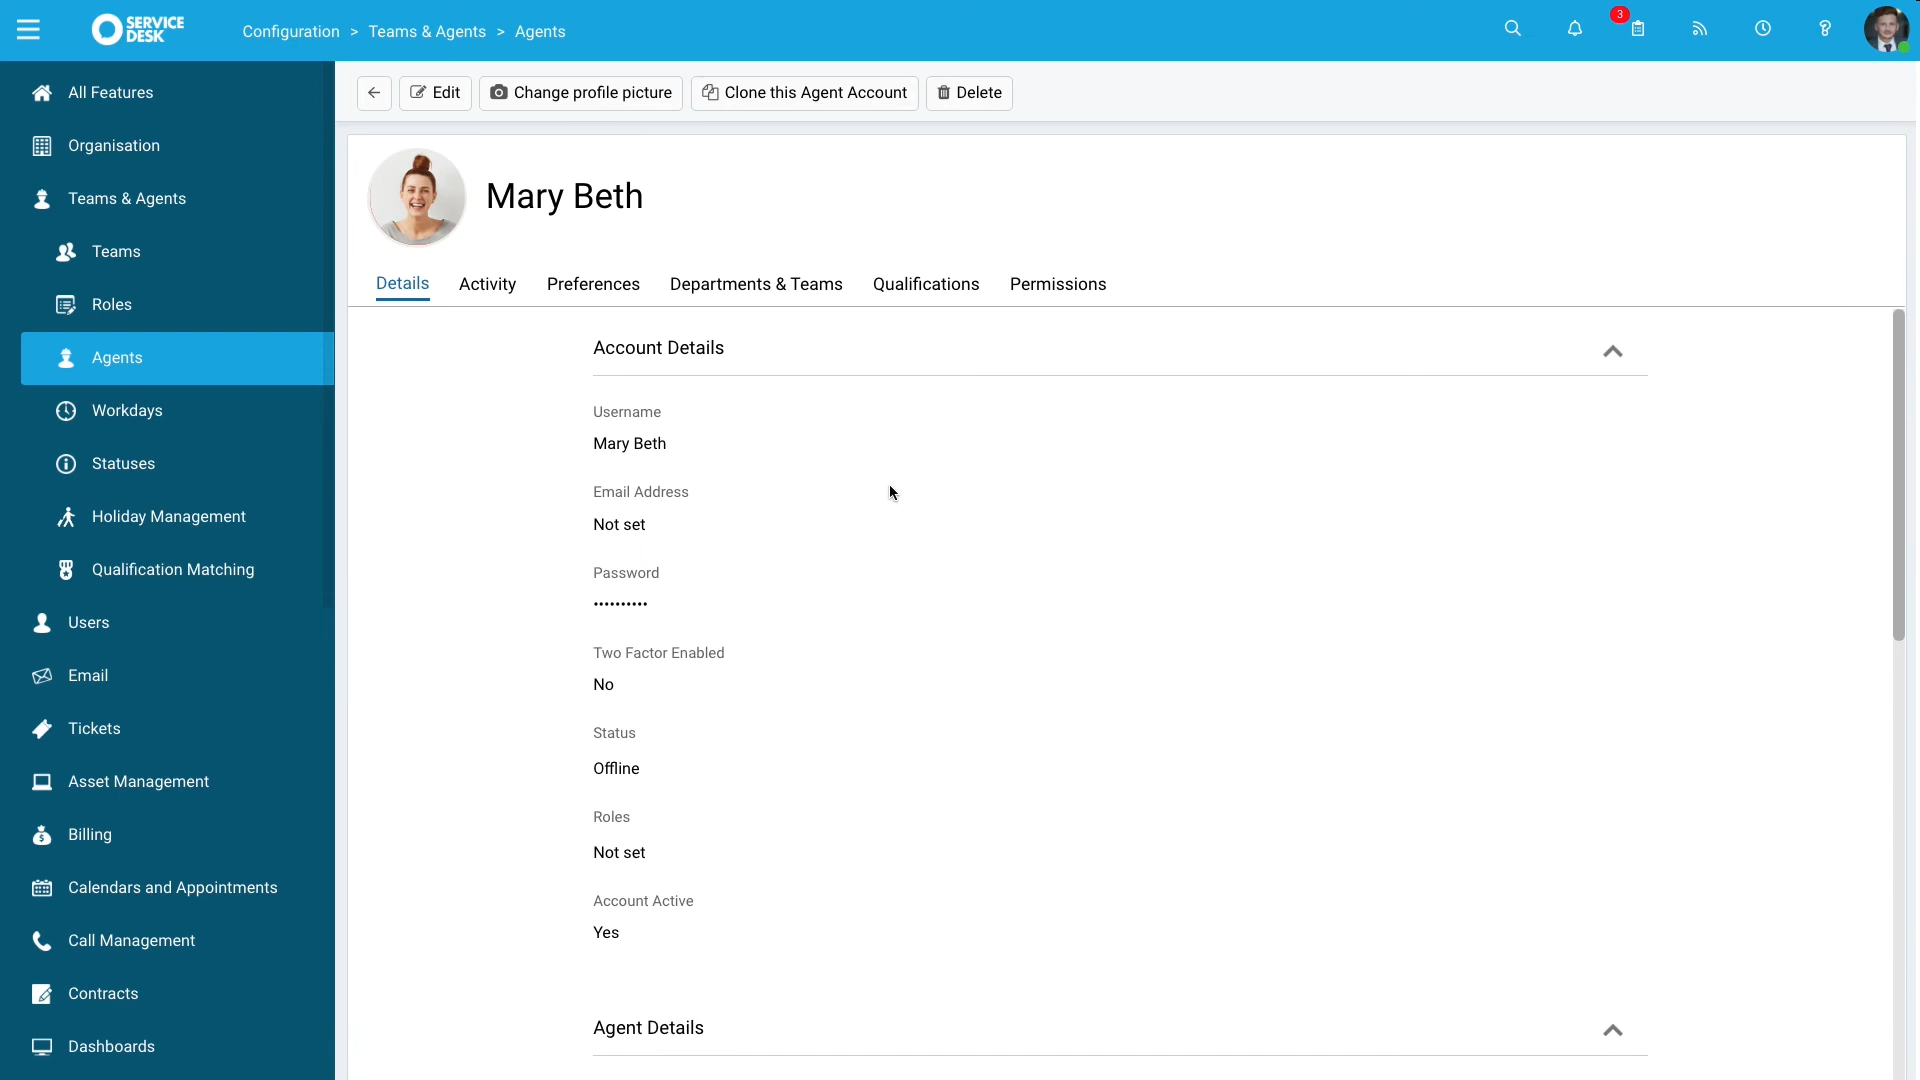 SERVICE
DESK
Configuration > Teams & Agents > Agents
3
All Features
Organisation
Teams & Agents
Teams
Roles
Agents
Workdays
Statuses
Holiday Management
Qualification Matching
Users
Email
Tickets
Asset Management
Billing
Calendars and Appointments
Call Management
Contracts
Dashboards
Edit
Change profile picture
Clone this Agent Account
Delete
Mary Beth
Details
Activity
Preferences
Departments & Teams
Qualifications
Permissions
Account Details
Username
Mary Beth
Email Address
Not set
Password
••••••••••
Two Factor Enabled
No
Status
Offline
Roles
Not set
Account Active
Yes
Agent Details